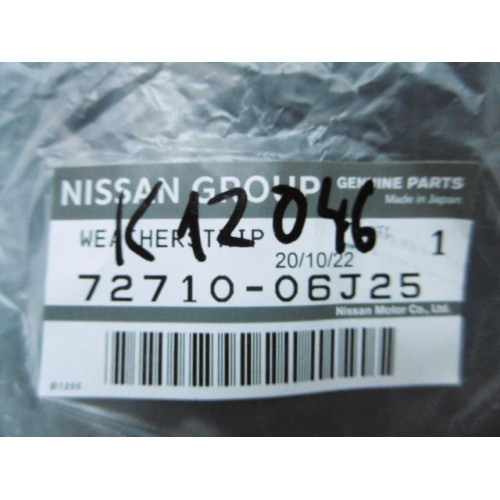 NISSAN GROUP GENUINE PARTS
Made in Japan
K12046
WEATHERSTRIP
1
20/10/22
72710-06J25
Nissan Motor Co., Ltd.